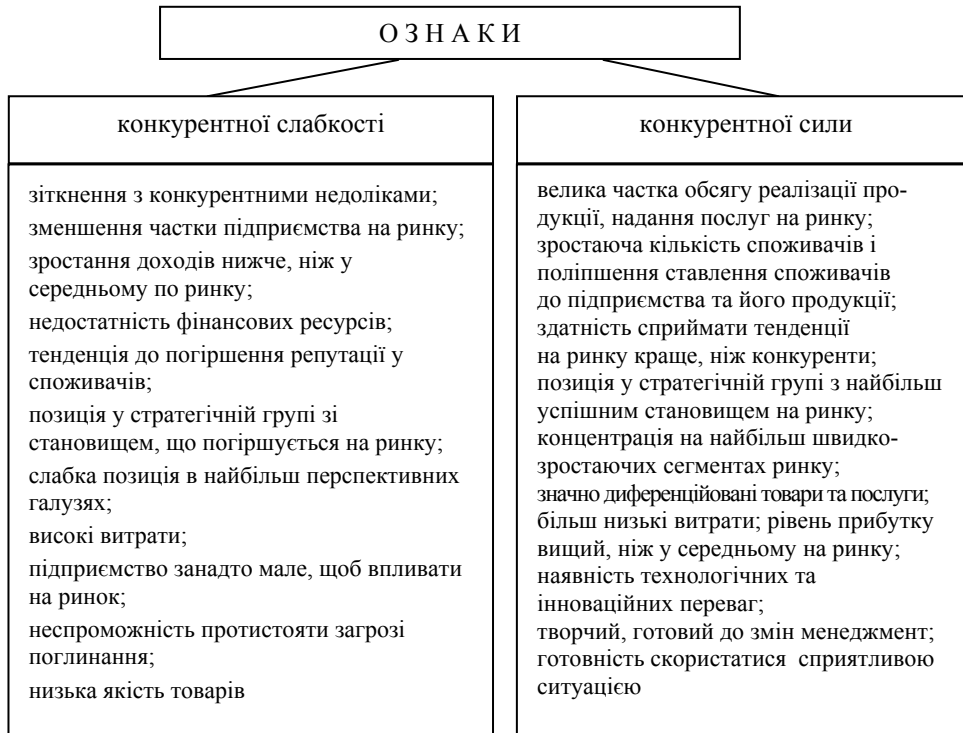 О З Н А К И
конкурентної слабкості
зіткнення з конкурентними недоліками;
зменшення частки підприємства на ринку;
зростання доходів нижче, ніж у
середньому по ринку;
недостатність фінансових ресурсів;
тенденція до погіршення репутації у
споживачів;
позиція у стратегічній групі зі
становищем, що погіршується на ринку;
слабка позиція в найбільш перспективних
галузях;
високі витрати;
підприємство занадто мале, щоб впливати
на ринок;
неспроможність протистояти загрозі
поглинання;
низька якість товарів
конкурентної сили
велика частка обсягу реалізації про-
дукції, надання послуг на ринку;
зростаюча кількість споживачів і
поліпшення ставлення споживачів
до підприємства та його продукції;
здатність сприймати тенденції
на ринку краще, ніж конкуренти;
позиція у стратегічній групі з найбільш
успішним становищем на ринку;
концентрація на найбільш швидко-
зростаючих сегментах ринку;
значно диференційовані товари та послуги;
більш низькі витрати; рівень прибутку
вищий, ніж у середньому на ринку;
наявність технологічних та
інноваційних переваг;
творчий, готовий до змін менеджмент;
готовність скористатися сприятливою
ситуацією